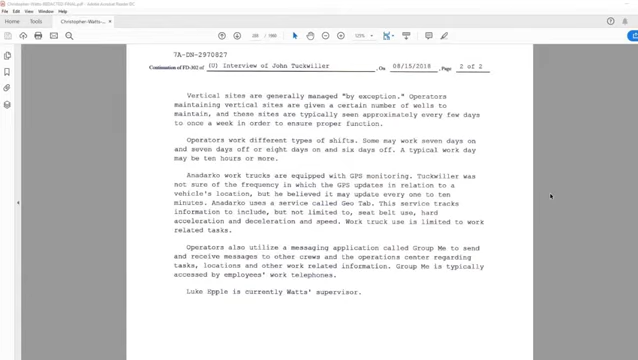 Christopher-Watts-REDACTED FINAL.pdf - Adobe Acrobat Reader DC
File Edit View Window Help
Home Tools Christopher-Watts-... ×
125%
7A-DN-2970827
Continuation of FD-302 of (U) Interview of John Tuckwiller , On 08/15/2018 , Page 2 of 2
Vertical sites are generally managed "by exception." Operators
maintaining vertical sites are given a certain number of wells to
maintain, and these sites are typically seen approximately every few days
to once a week in order to ensure proper function.
Operators work different types of shifts. Some may work seven days on
and seven days off or eight days on and six days off. A typical work day
may be ten hours or more.
Anadarko work trucks are equipped with GPS monitoring. Tuckwiller was
not sure of the frequency in which the GPS updates in relation to a
vehicle's location, but he believed it may update every one to ten
minutes. Anadarko uses a service called Geo Tab. This service tracks
information to include, but not limited to, seat belt use, hard
acceleration and deceleration and speed. Work truck use is limited to work
related tasks.
Operators also utilize a messaging application called Group Me to send
and receive messages to other crews and the operations center regarding
tasks, locations and other work related information. Group Me is typically
accessed by employees' work telephones.
Luke Epple is currently Watts' supervisor.